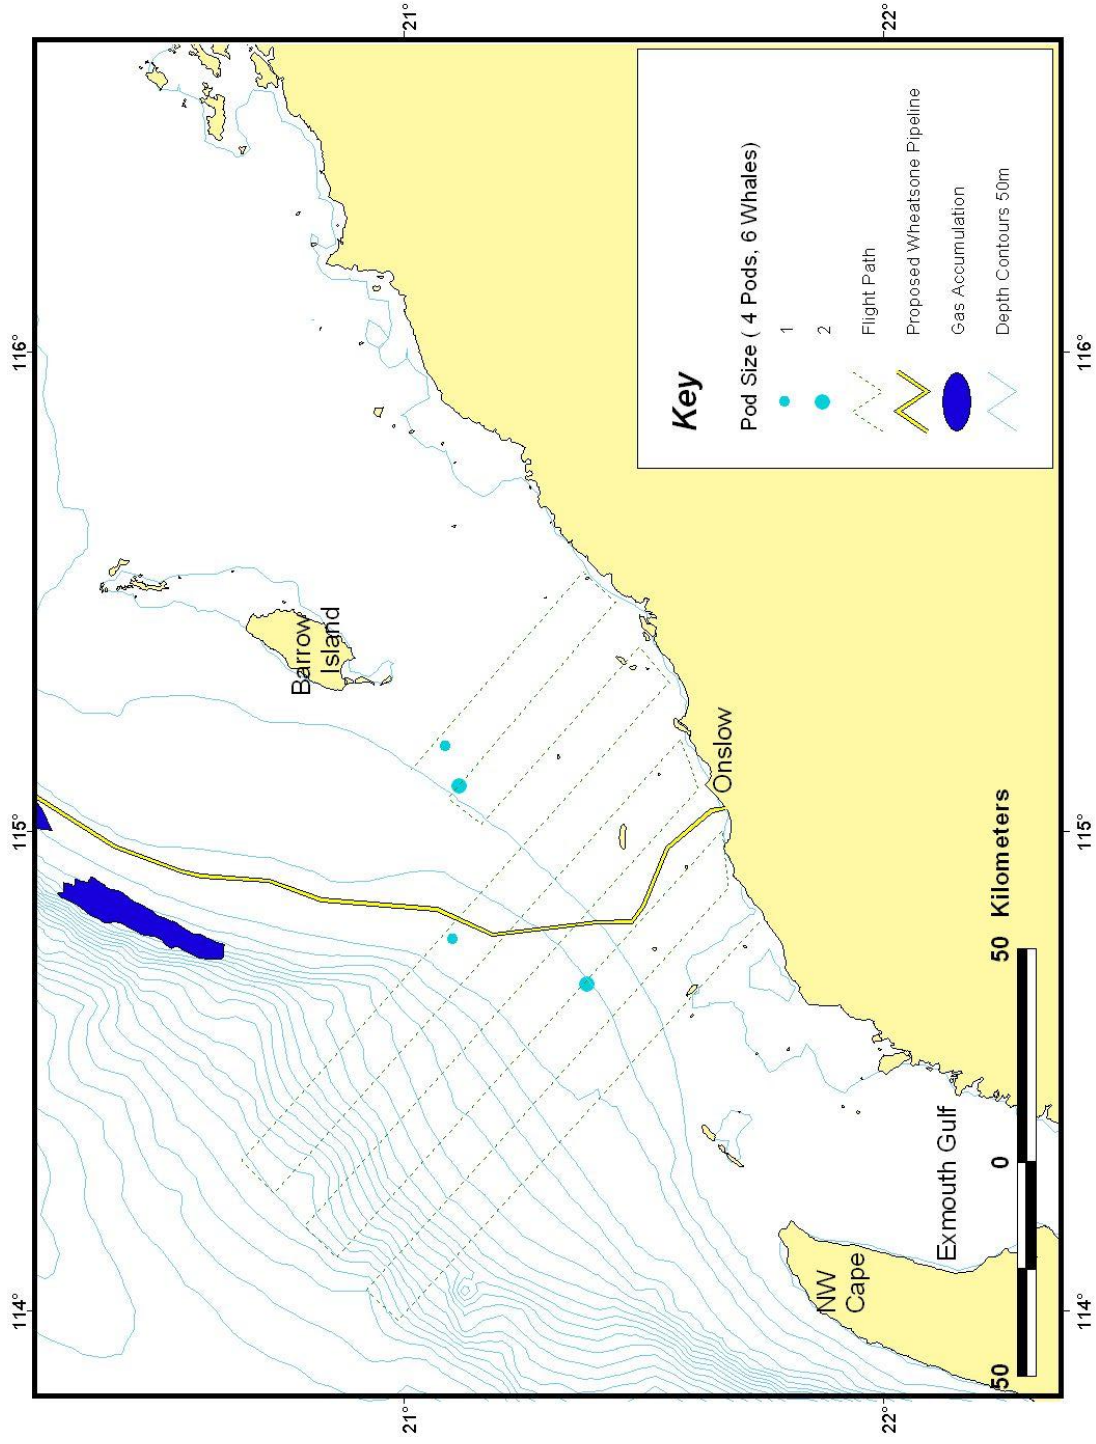 114°
115°
116°
21°
21°
22°
22°
114°
115°
116°
Barrow
Island
Onslow
NW
Cape
Exmouth Gulf
50
0
50 Kilometers
Key
Pod Size ( 4 Pods, 6 Whales)
1
2
Flight Path
Proposed Wheatsone Pipeline
Gas Accumulation
Depth Contours 50m